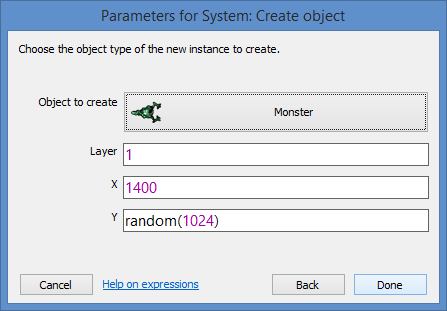 Parameters for System: Create object
Choose the object type of the new instance to create.
Object to create Monster
Layer 1
X 1400
Y random(1024)
Cancel Help on expressions Back Done